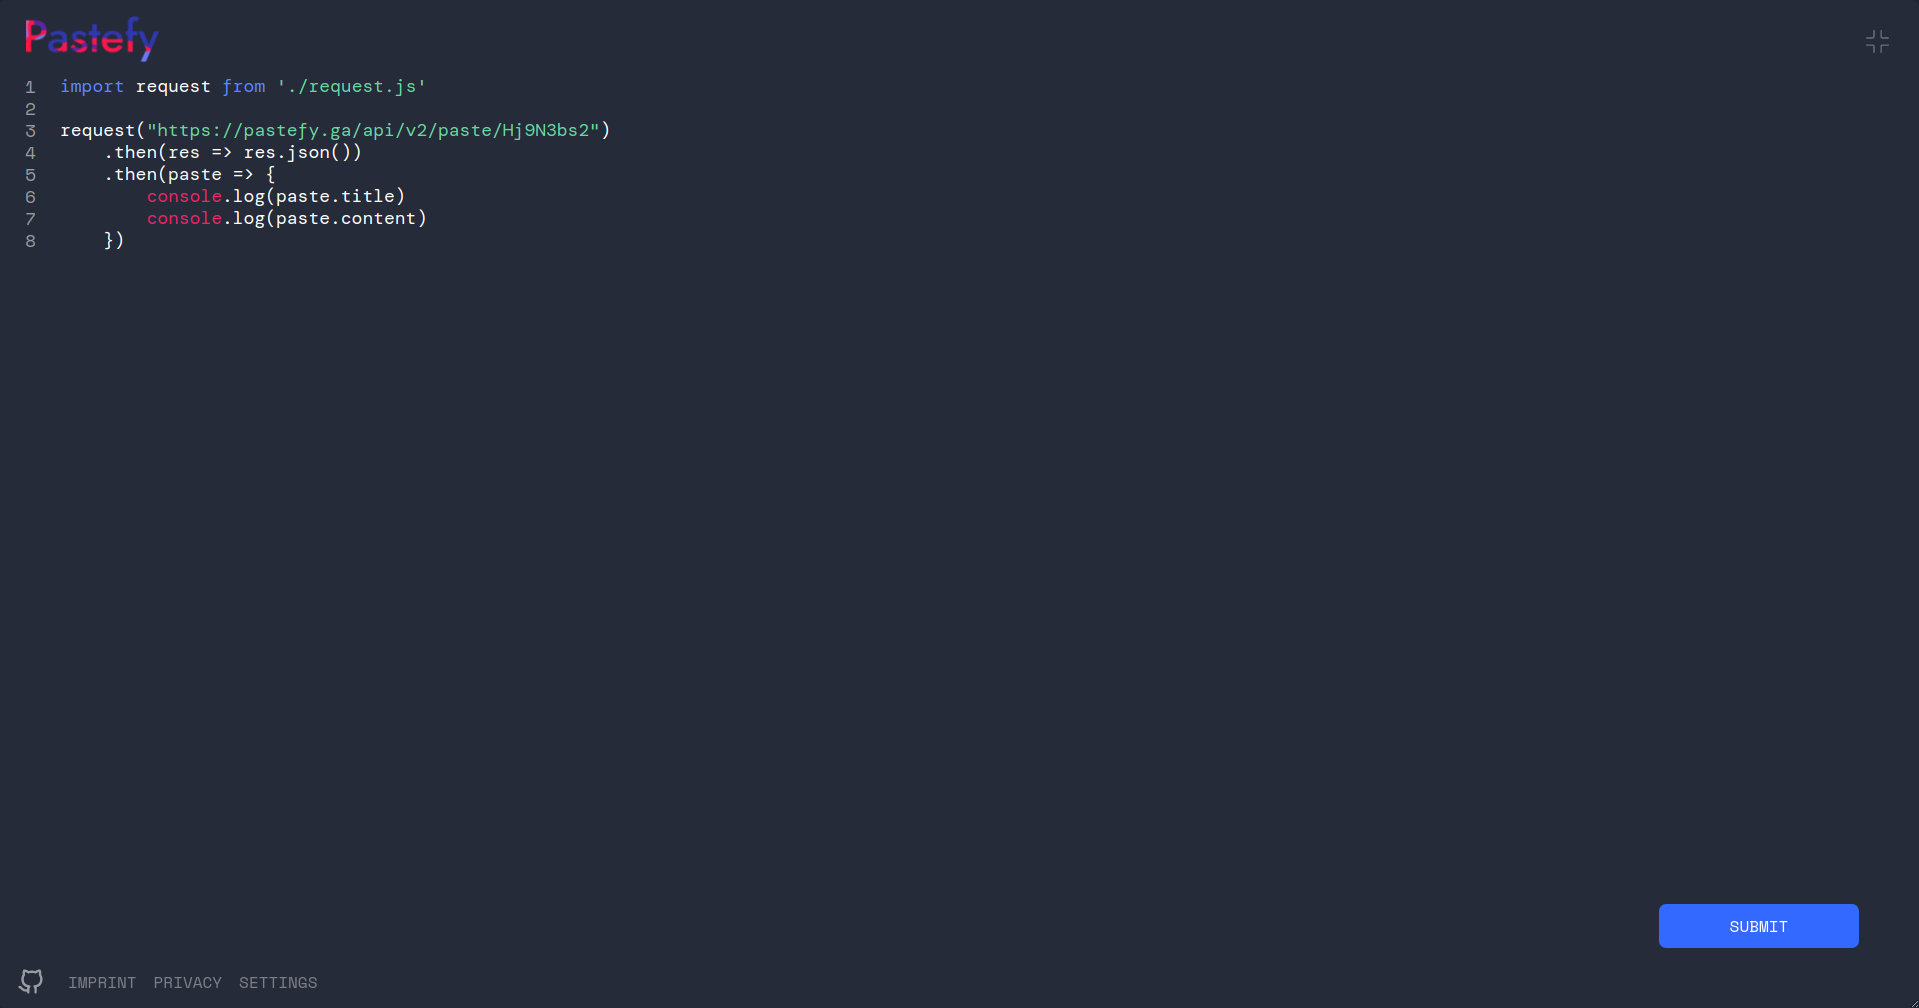 Pastefy
1 import request from './request.js'
2
3 request("https://pastefy.ga/api/v2/paste/Hj9N3bs2")
4     .then(res => res.json())
5     .then(paste => {
6         console.log(paste.title)
7         console.log(paste.content)
8     })
SUBMIT
IMPRINT PRIVACY SETTINGS